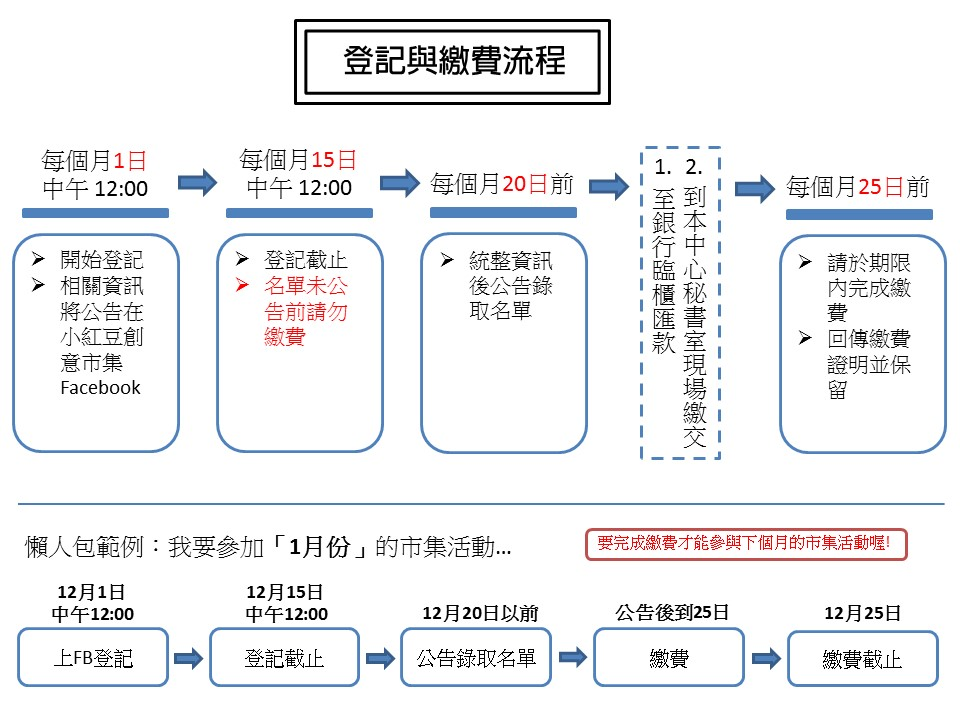 登記與繳費流程
每個月1日
中午 12:00
➢ 開始登記
➢ 相關資訊
將公告在
小紅豆創
意市集
Facebook
每個月15日
中午 12:00
➢ 登記截止
➢ 名單未公
告前請勿
繳費
每個月20日前
➢ 統整資訊
後公告錄
取名單
1. 至銀行臨櫃匯款
2. 到本中心秘書室現場繳交
每個月25日前
➢ 請於期限
內完成繳
費
➢ 回傳繳費
證明並保
留
懶人包範例：我要參加「1月份」的市集活動...
要完成繳費才能參與下個月的市集活動喔!
12月1日
中午12:00
上FB登記
12月15日
中午12:00
登記截止
12月20日以前
公告錄取名單
公告後到25日
繳費
12月25日
繳費截止